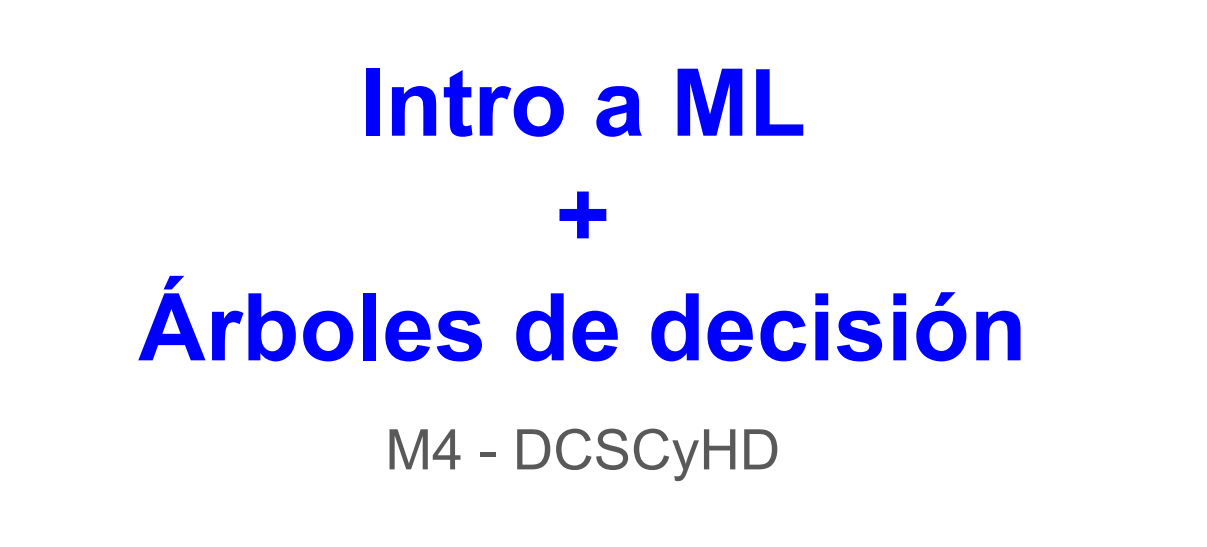 Intro a ML
+
Árboles de decisión
M4 - DCSCyHD